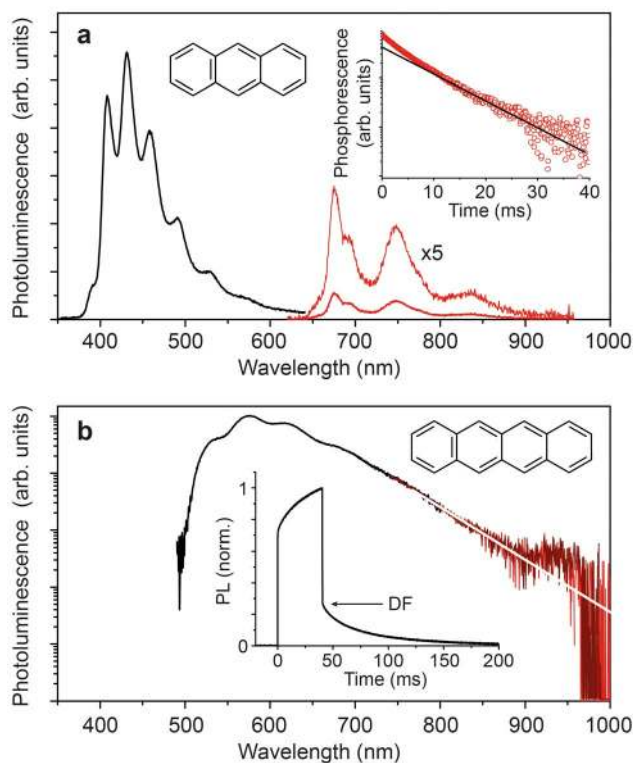 a
Photoluminescence (arb. units)
Phosphorescence
(arb. units)
0 10 20 30 40
Time (ms)
x5
400 500 600 700 800 900 1000
Wavelength (nm)
b
Photoluminescence (arb. units)
PL (norm.)
1
0
DF
0 50 100 150 200
Time (ms)
400 500 600 700 800 900 1000
Wavelength (nm)